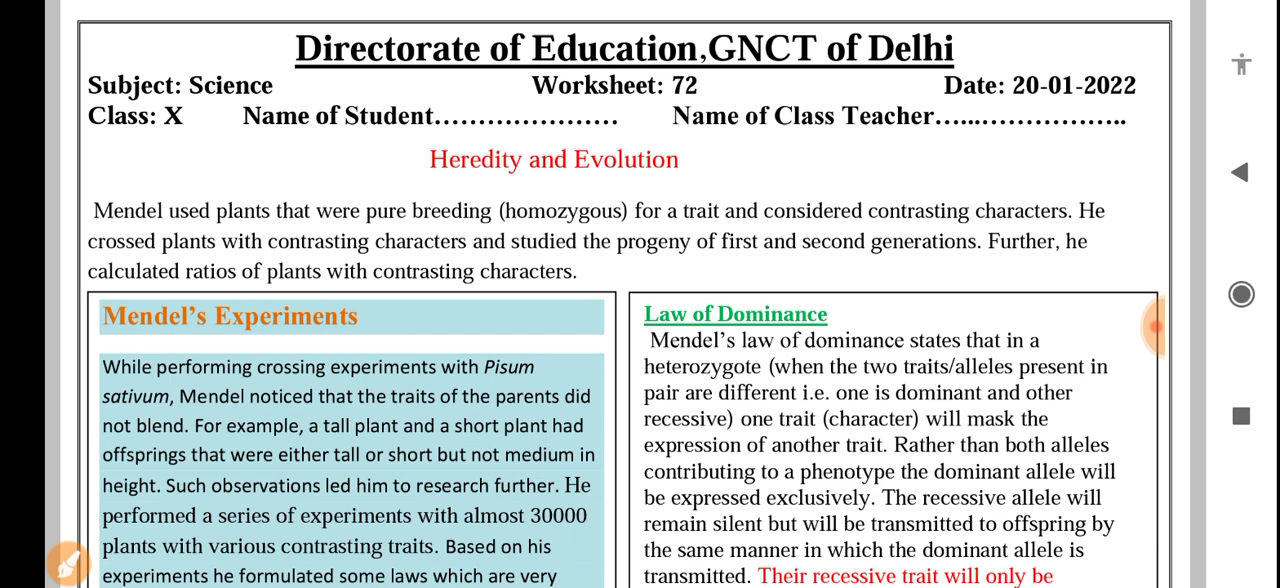 Directorate of Education,GNCT of Delhi
Subject: Science Worksheet: 72 Date: 20-01-2022
Class: X Name of Student………………… Name of Class Teacher…...……………..
Heredity and Evolution
Mendel used plants that were pure breeding (homozygous) for a trait and considered contrasting characters. He
crossed plants with contrasting characters and studied the progeny of first and second generations. Further, he
calculated ratios of plants with contrasting characters.
Mendel’s Experiments
While performing crossing experiments with Pisum
sativum, Mendel noticed that the traits of the parents did
not blend. For example, a tall plant and a short plant had
offsprings that were either tall or short but not medium in
height. Such observations led him to research further. He
performed a series of experiments with almost 30000
plants with various contrasting traits. Based on his
experiments he formulated some laws which are very
Law of Dominance
Mendel’s law of dominance states that in a
heterozygote (when the two traits/alleles present in
pair are different i.e. one is dominant and other
recessive) one trait (character) will mask the
expression of another trait. Rather than both alleles
contributing to a phenotype the dominant allele will
be expressed exclusively. The recessive allele will
remain silent but will be transmitted to offspring by
the same manner in which the dominant allele is
transmitted. Their recessive trait will only be